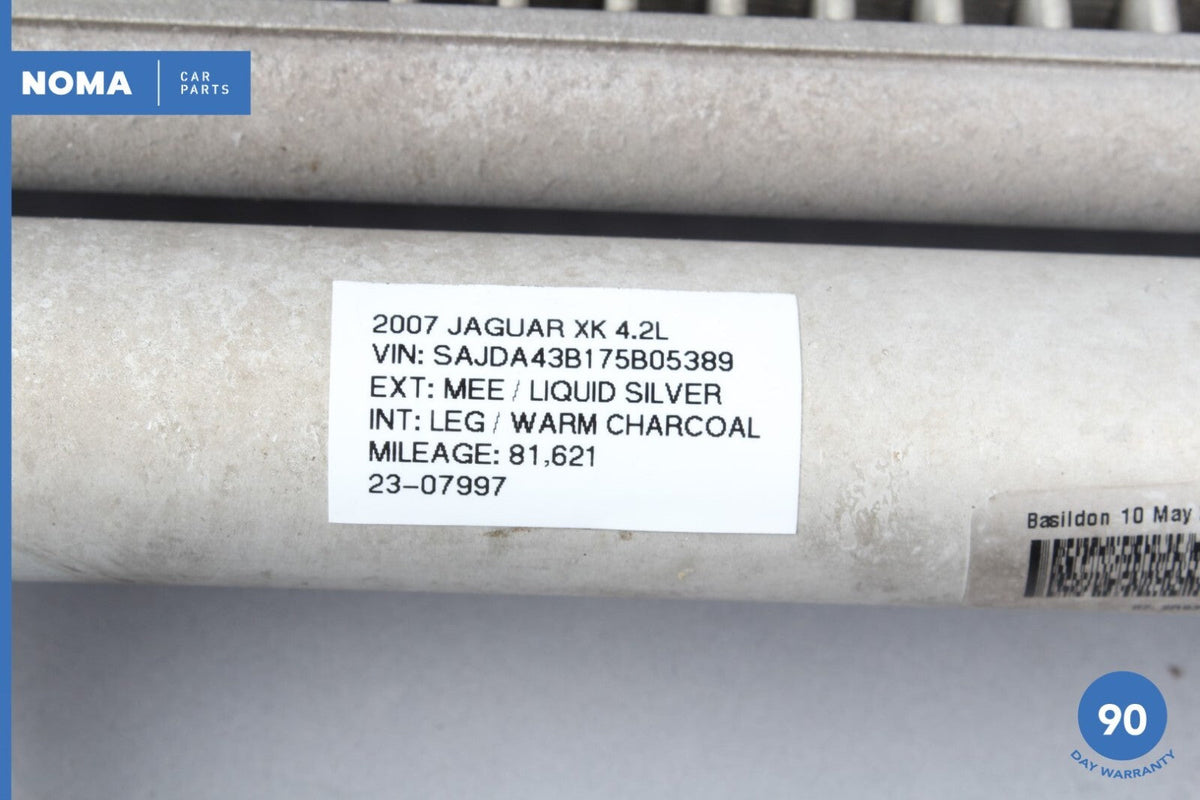 NOMA
CAR
PARTS
2007 JAGUAR XK 4.2L
VIN: SAJDA43B175B05389
EXT: MEE / LIQUID SILVER
INT: LEG / WARM CHARCOAL
MILEAGE: 81,621
23-07997
Basildon 10 May
90
DAY WARRANTY